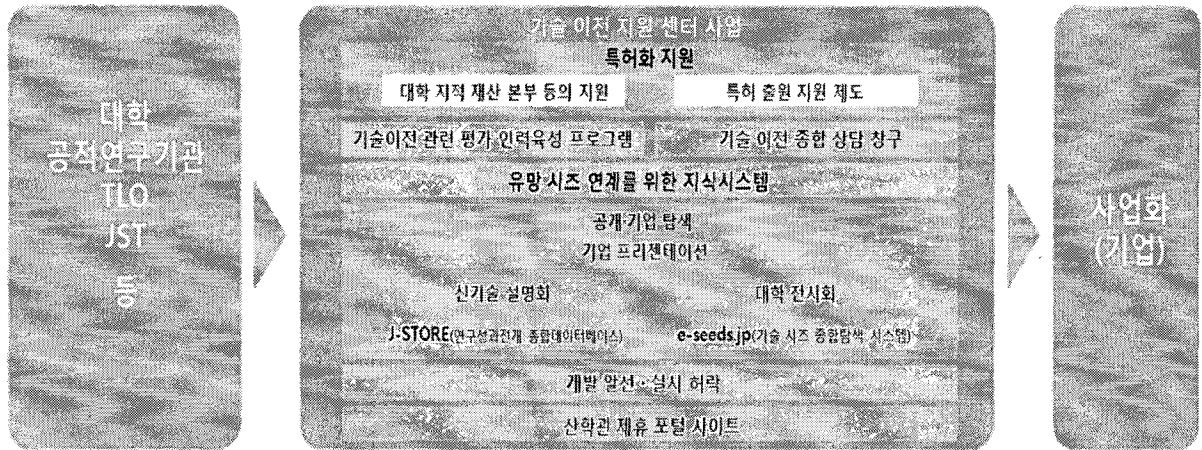 대학
공적연구기관
TLO
JST
등
기술 이전 지원 센터 사업
특허화 지원
대학 지적 재산 본부 등의 지원
특허 출원 지원 제도
기술이전 관련 평가 인력육성 프로그램
기술 이전 종합 상담 창구
유망 시즈 연계를 위한 지식시스템
공개 기업 탐색
기업 프리젠테이션
신기술 설명회
대학 전시회
J-STORE(연구성과전개 종합데이터베이스)
e-seeds.jp(기술 시즈 종합탐색 시스템)
개발 알선·실시 허락
산학관 제휴 포털 사이트
사업화
(기업)